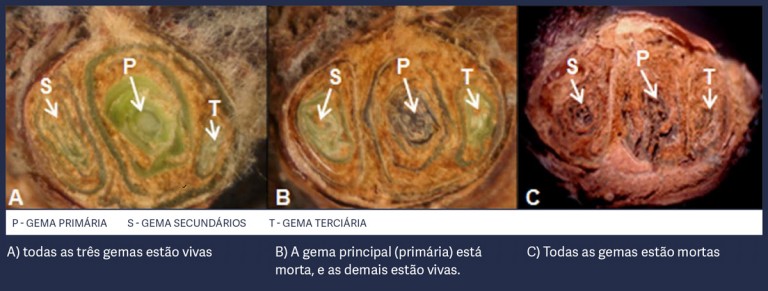 S P T
A
S P T
B
S P T
C
P - GEMA PRIMÁRIA S - GEMA SECUNDÁRIOS T - GEMA TERCIÁRIA
A) todas as três gemas estão vivas
B) A gema principal (primária) está
morta, e as demais estão vivas.
C) Todas as gemas estão mortas